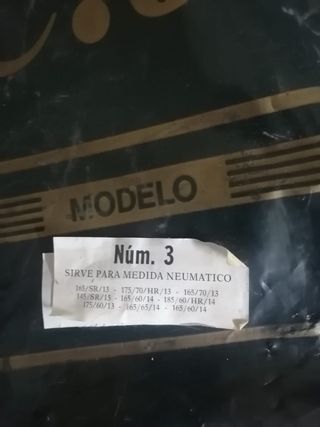 MODELO
Núm. 3
SIRVE PARA MEDIDA NEUMATICO
165/SR/13 - 175/70/HR/13 - 165/70/13
145/SR/15 - 165/60/14 - 185/60/HR/14
175/60/13 - 165/65/14 - 165/60/14